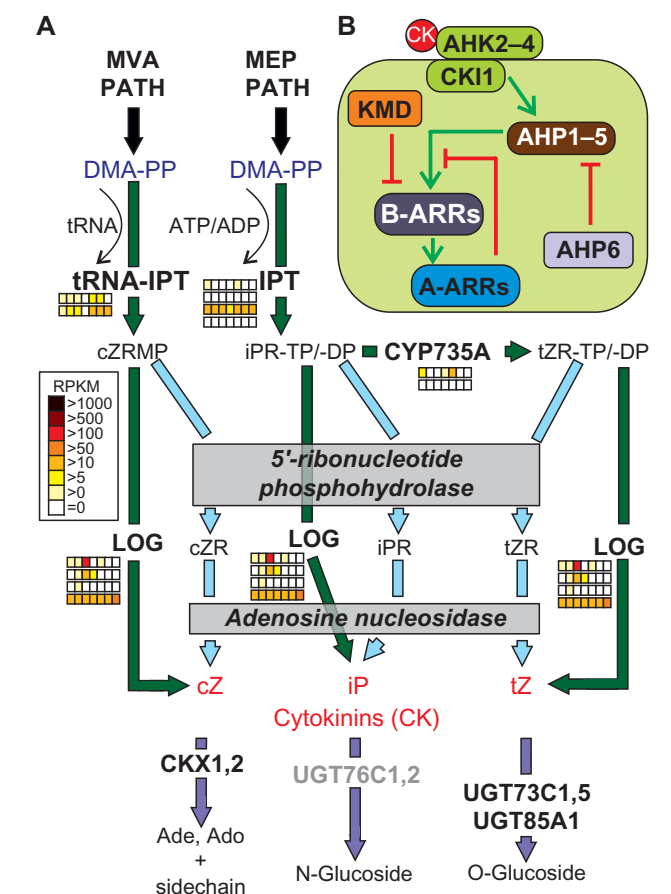 A
MVA
PATH
MEP
PATH
DMA-PP
DMA-PP
tRNA
ATP/ADP
tRNA-IPT
IPT
cZRMP
iPR-TP/-DP
CYP735A
tZR-TP/-DP
RPKM
>1000
>500
>100
>50
>10
>5
>0
=0
5'-ribonucleotide
phosphohydrolase
LOG
cZR
LOG
iPR
tZR
LOG
Adenosine nucleosidase
cZ
iP
tZ
Cytokinins (CK)
CKX1,2
UGT76C1,2
UGT73C1,5
UGT85A1
Ade, Ado
+
sidechain
N-Glucoside
O-Glucoside
B
CK
AHK2–4
CKI1
KMD
AHP1–5
B-ARRs
AHP6
A-ARRs